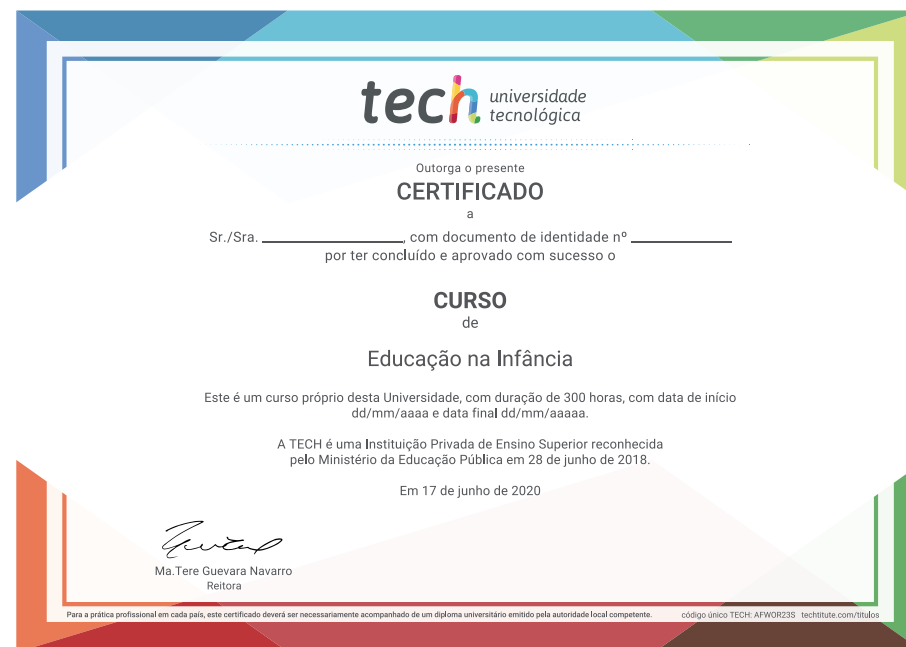 tech universidade
tecnológica
Outorga o presente
CERTIFICADO
a
Sr./Sra. ____________________, com documento de identidade nº ______________
por ter concluído e aprovado com sucesso o
CURSO
de
Educação na Infância
Este é um curso próprio desta Universidade, com duração de 300 horas, com data de início
dd/mm/aaaa e data final dd/mm/aaaaa.
A TECH é uma Instituição Privada de Ensino Superior reconhecida
pelo Ministério da Educação Pública em 28 de junho de 2018.
Em 17 de junho de 2020
Ma.Tere Guevara Navarro
Reitora
Para a prática profissional em cada país, este certificado deverá ser necessariamente acompanhado de um diploma universitário emitido pela autoridade local competente. código único TECH: AFWOR23S techtitute.com/titulos